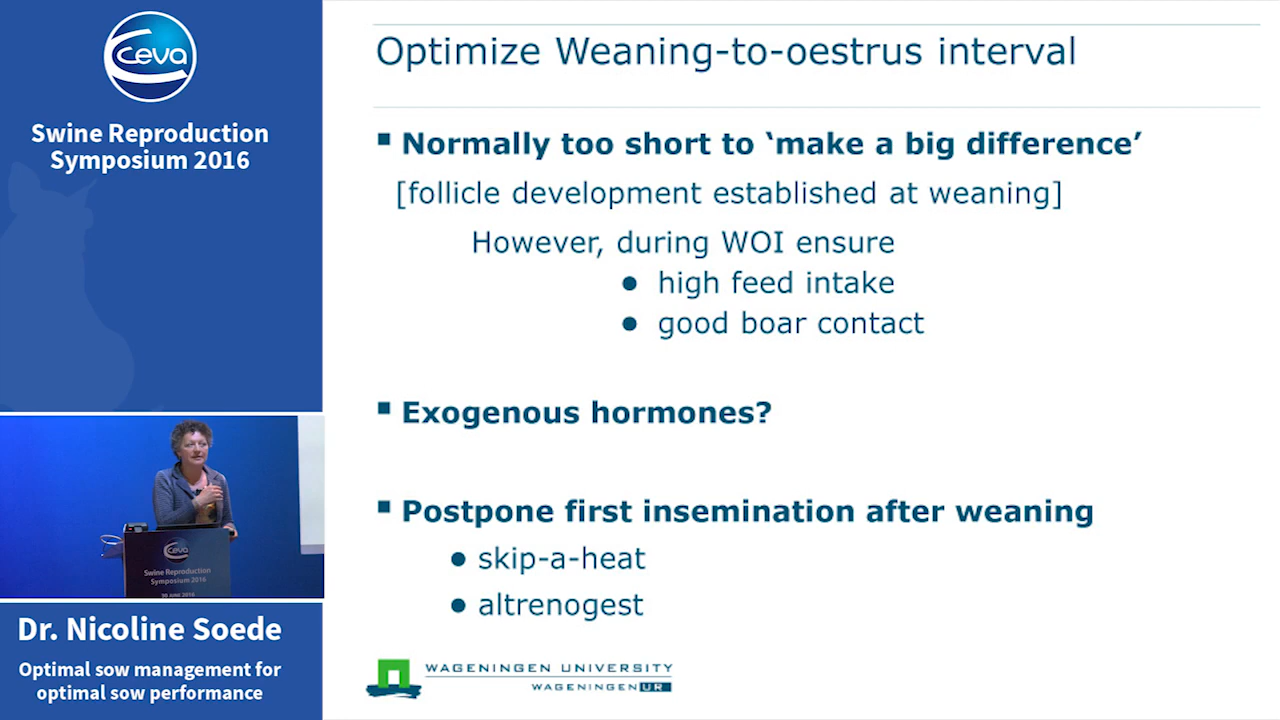 ceva
Swine Reproduction
Symposium 2016
Optimize Weaning-to-oestrus interval
▪ Normally too short to ‘make a big difference’
[follicle development established at weaning]
However, during WOI ensure
● high feed intake
● good boar contact
▪ Exogenous hormones?
▪ Postpone first insemination after weaning
● skip-a-heat
● altrenogest
ceva
Swine Reproduction
Symposium 2016
30 June 2016
Dr. Nicoline Soede
Optimal sow management for
optimal sow performance
WAGENINGEN UNIVERSITY
WAGENINGEN UR